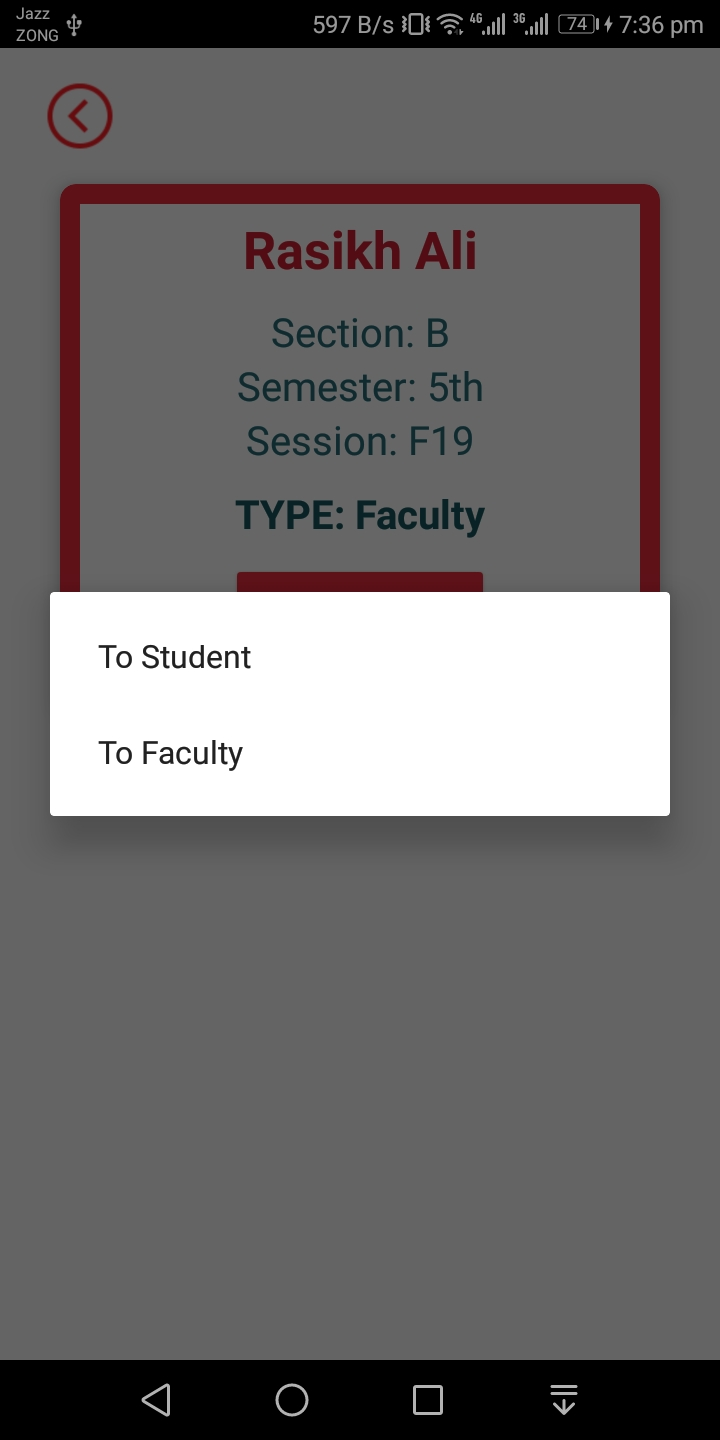 Jazz
ZONG
597 B/s 4G 3G 74 7:36 pm
Rasikh Ali
Section: B
Semester: 5th
Session: F19
TYPE: Faculty
To Student
To Faculty